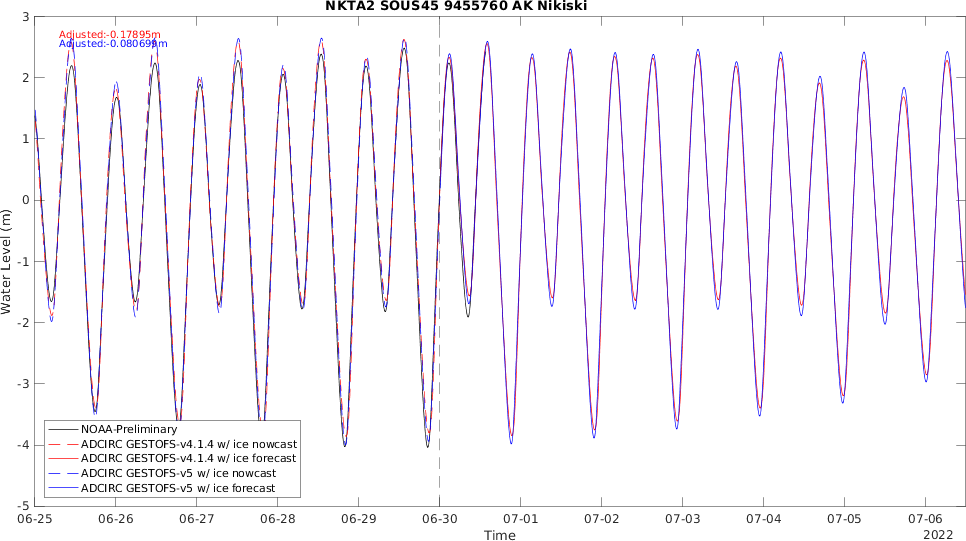 NKTA2 SOUS45 9455760 AK Nikiski
Adjusted:-0.17895m
Adjusted:-0.080699m
Water Level (m)
3
2
1
0
-1
-2
-3
-4
-5
NOAA-Preliminary
ADCIRC GESTOFS-v4.1.4 w/ ice nowcast
ADCIRC GESTOFS-v4.1.4 w/ ice forecast
ADCIRC GESTOFS-v5 w/ ice nowcast
ADCIRC GESTOFS-v5 w/ ice forecast
06-25 06-26 06-27 06-28 06-29 06-30 07-01 07-02 07-03 07-04 07-05 07-06
Time
2022